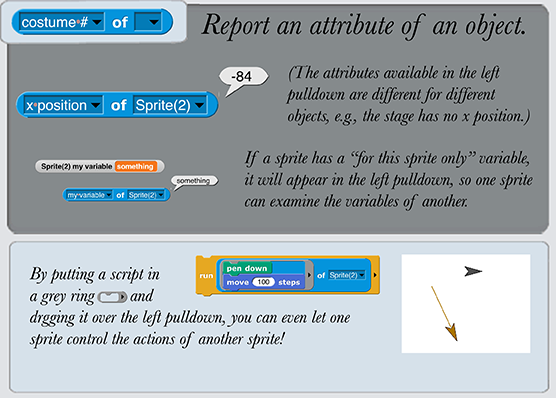 costume # of
Report an attribute of an object.
-84
x position of Sprite(2)
(The attributes available in the left
pulldown are different for different
objects, e.g., the stage has no x position.)
Sprite(2) my variable something
something
my variable of Sprite(2)
If a sprite has a “for this sprite only” variable,
it will appear in the left pulldown, so one sprite
can examine the variables of another.
By putting a script in
a grey ring and
drgging it over the left pulldown, you can even let one
sprite control the actions of another sprite!
run pen down of Sprite(2)
move 100 steps